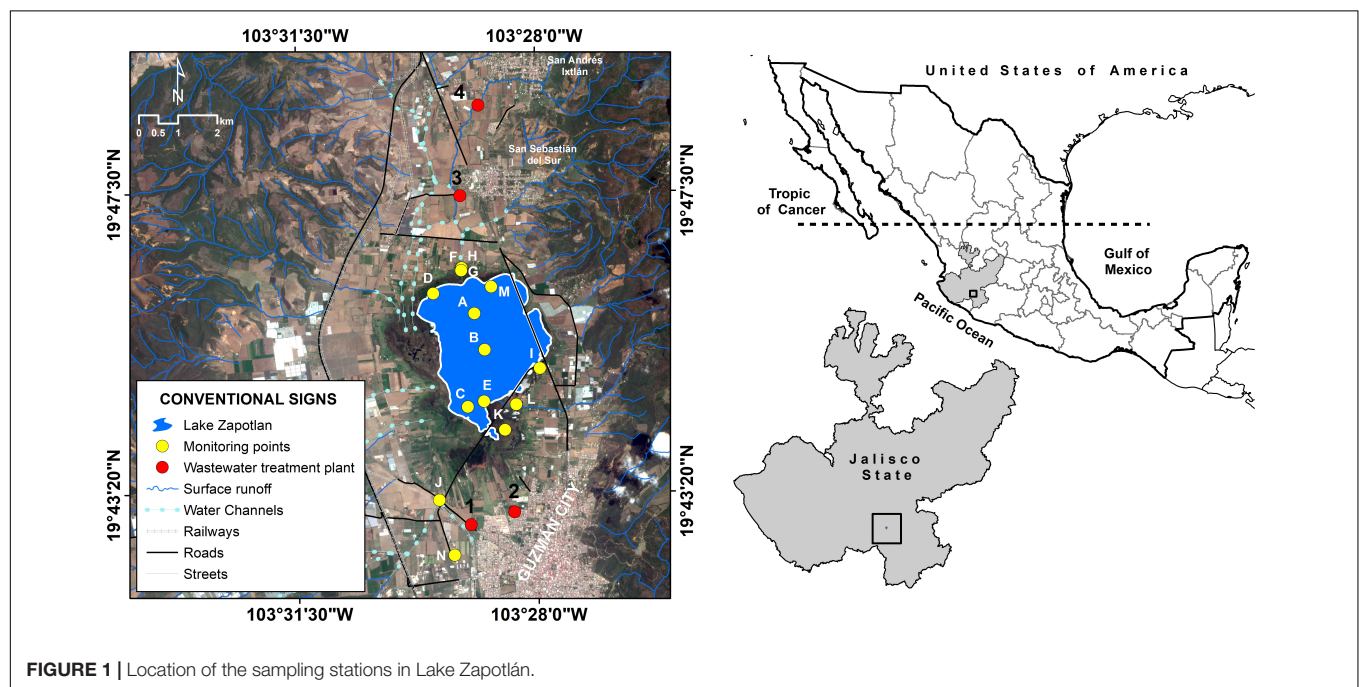 103°31'30"W
103°28'0"W
San Andrés
Ixtlán
4
N
km
0 0.5 1 2
San Sebastián
del Sur
3
19°47'30"N
19°47'30"N
F H
G
D
M
A
B
I
E
C
L
K
CONVENTIONAL SIGNS
Lake Zapotlan
Monitoring points
Wastewater treatment plant
Surface runoff
Water Channels
Railways
Roads
Streets
J
1
2
N
GUZMAN CITY
19°43'20"N
19°43'20"N
103°31'30"W
103°28'0"W
United States of America
Tropic
of Cancer
Gulf of
Mexico
Pacific Ocean
Jalisco
State
FIGURE 1 | Location of the sampling stations in Lake Zapotlán.